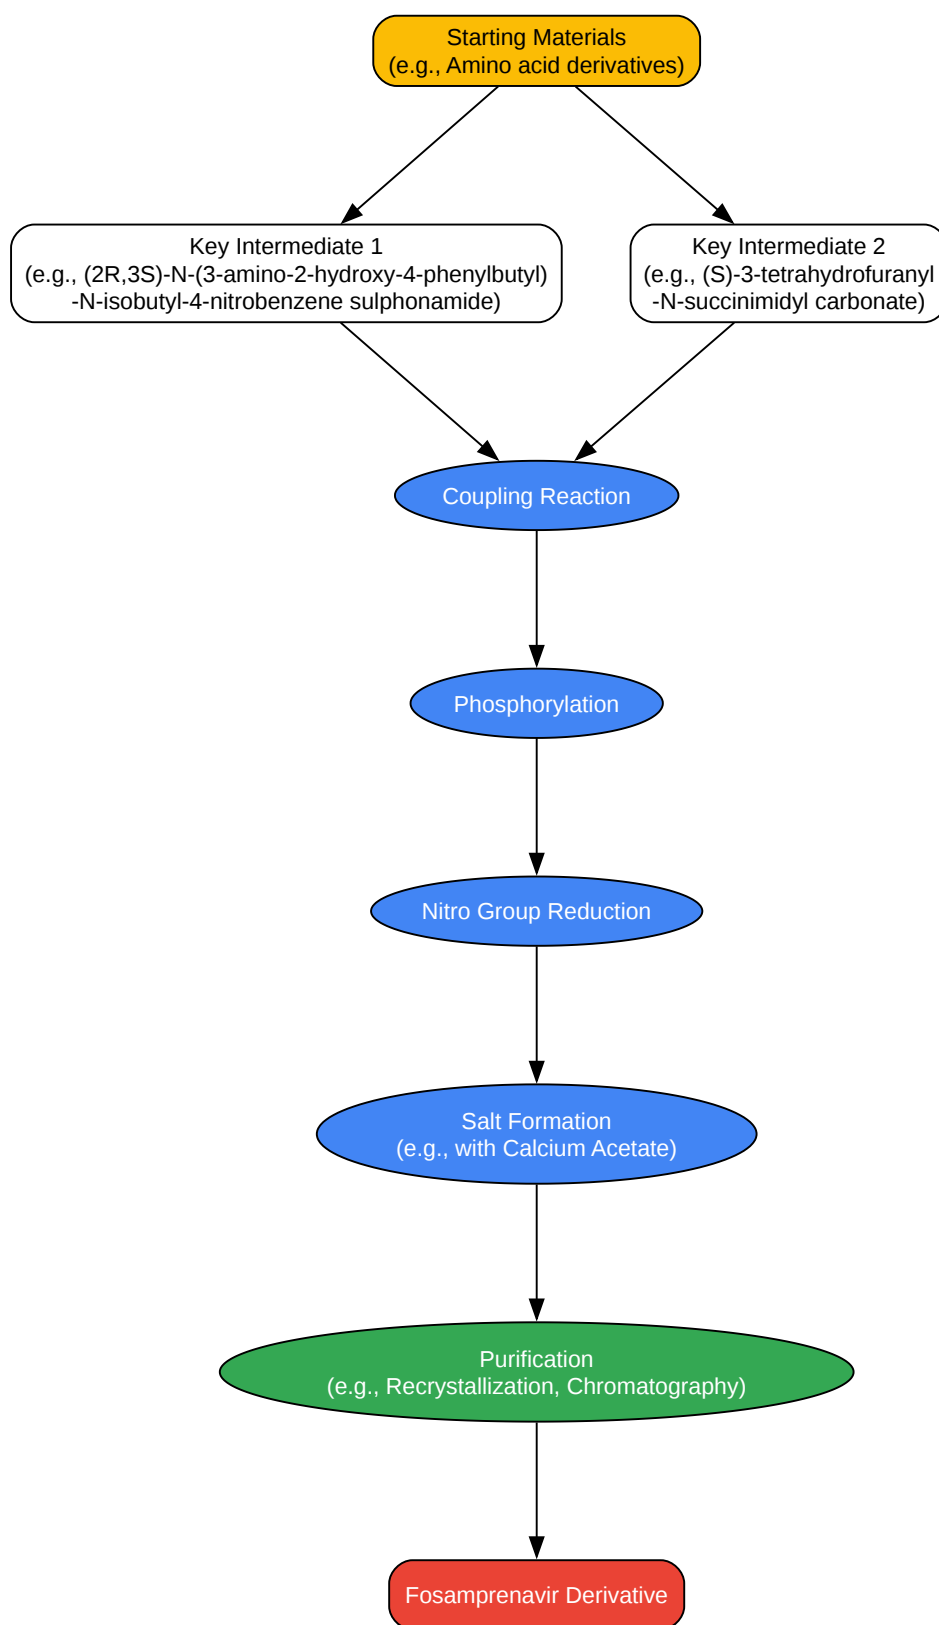 Starting Materials
(e.g., Amino acid derivatives)
Key Intermediate 1
(e.g., (2R,3S)-N-(3-amino-2-hydroxy-4-phenylbutyl)
-N-isobutyl-4-nitrobenzene sulphonamide)
Key Intermediate 2
(e.g., (S)-3-tetrahydrofuranyl
-N-succinimidyl carbonate)
Coupling Reaction
Phosphorylation
Nitro Group Reduction
Salt Formation
(e.g., with Calcium Acetate)
Purification
(e.g., Recrystallization, Chromatography)
Fosamprenavir Derivative